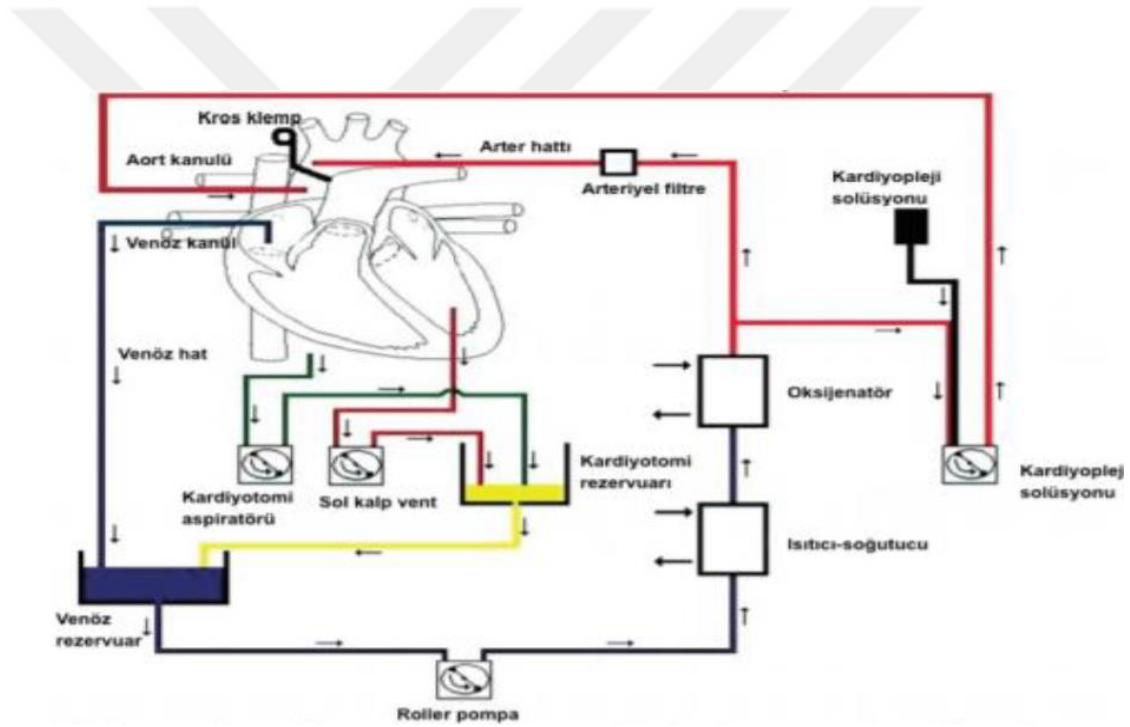 Kros klemp
Aort kanülü
Arter hattı
Arteriyel filtre
Kardiyopleji
solüsyonu
Venöz kanül
Venöz hat
Oksijenatör
Kardiyotomi
aspiratörü
Sol kalp vent
Kardiyotomi
rezervuarı
Kardiyopleji
solüsyonu
Isıtıcı-soğutucu
Venöz
rezervuar
Roller pompa